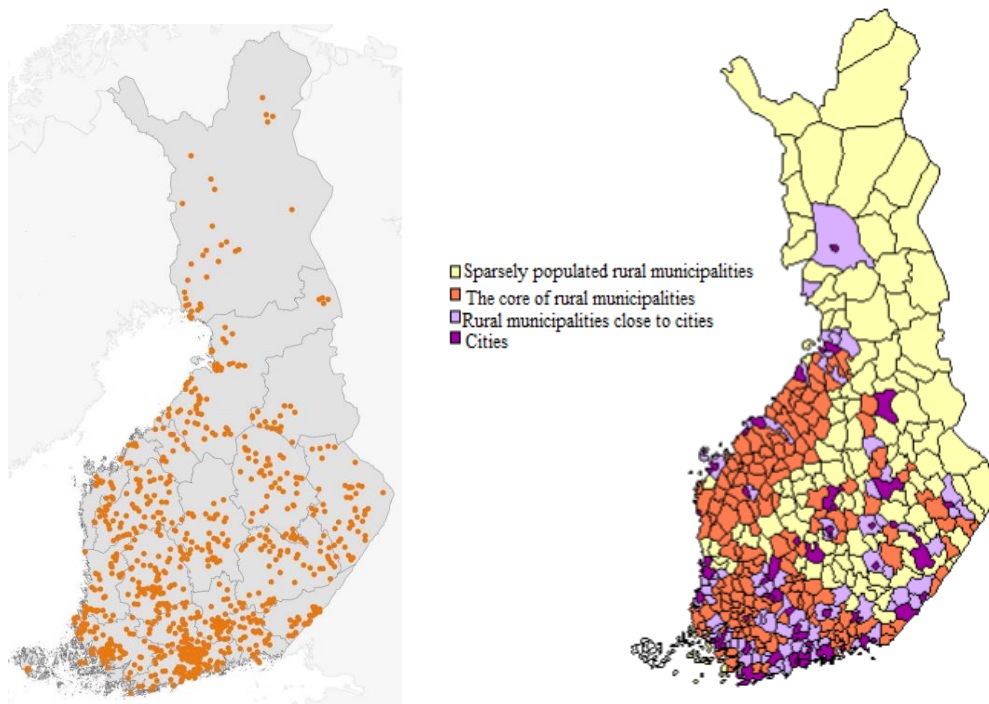 Sparsely populated rural municipalities
The core of rural municipalities
Rural municipalities close to cities
Cities